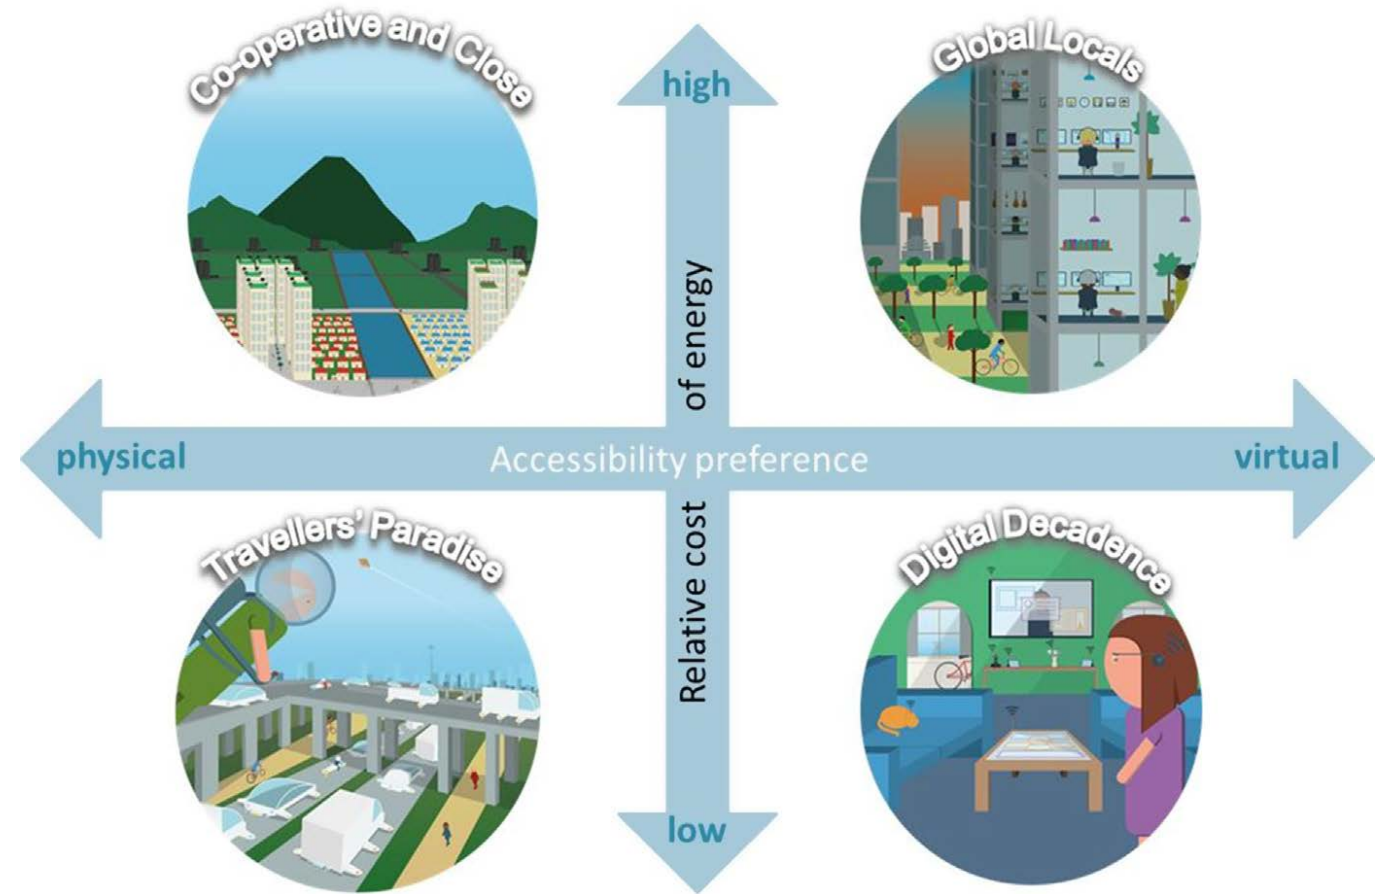 Co-operative and Close
high
Global Locals
physical
Accessibility preference
virtual
Relative cost of energy
Travellers' Paradise
Digital Decadence
low